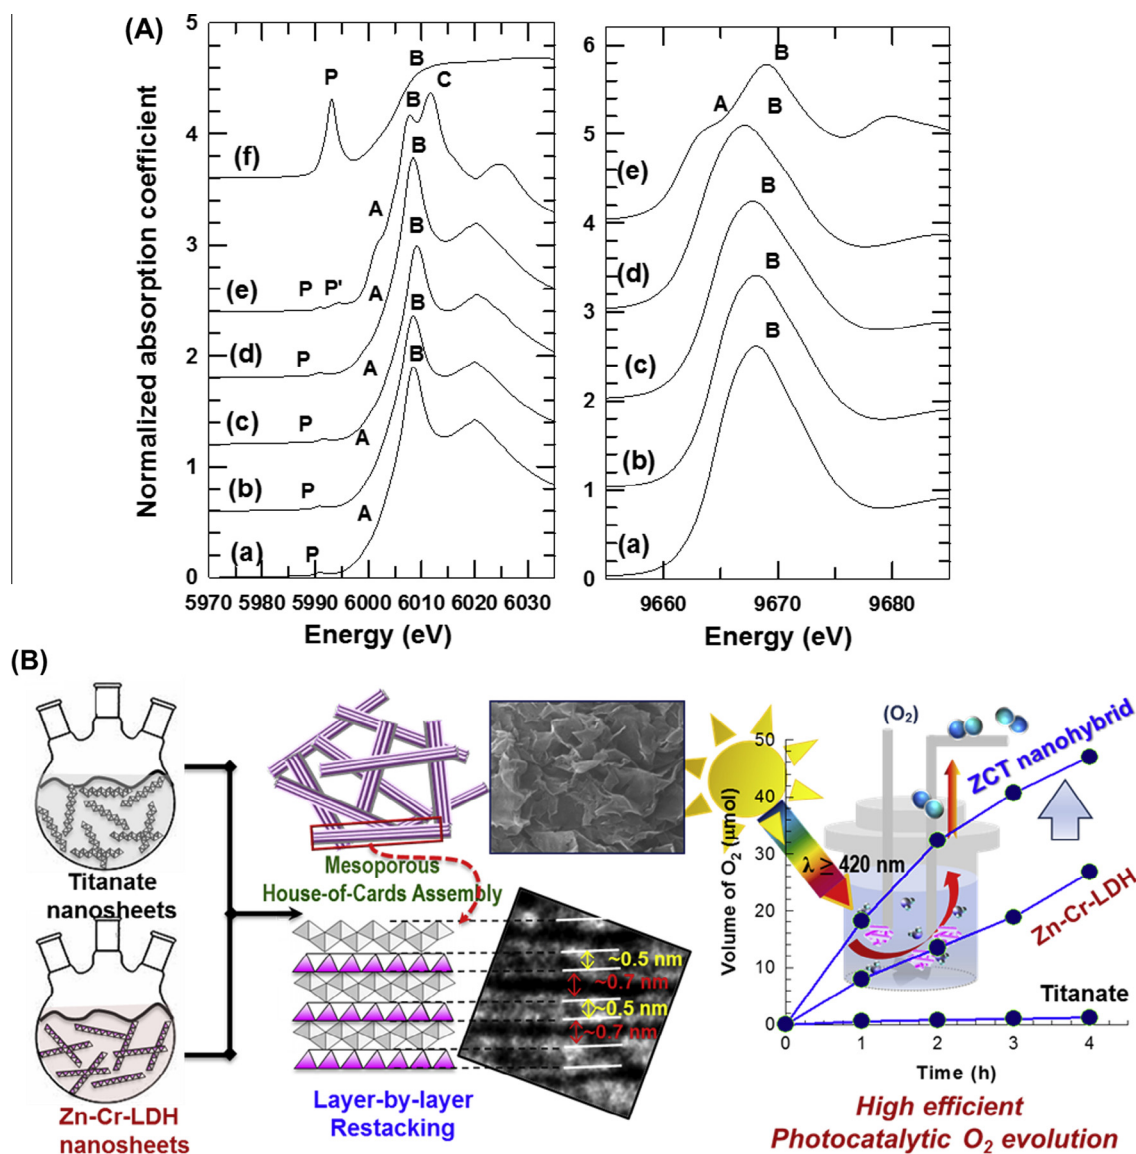 (A)
Normalized absorption coefficient
5
4
3
2
1
0
P
B
C
(f)
B
A
P
P'
(e)
B
A
P
(d)
B
A
P
(c)
B
A
P
(b)
B
A
P
(a)
5970 5980 5990 6000 6010 6020 6030
Energy (eV)
6
5
4
3
2
1
0
B
A
(e)
B
(d)
B
(c)
B
(b)
B
(a)
9660 9670 9680
Energy (eV)
(B)
Titanate
nanosheets
Zn-Cr-LDH
nanosheets
Mesoporous
House-of-Cards Assembly
~0.5 nm
~0.7 nm
~0.5 nm
~0.7 nm
Layer-by-layer
Restacking
Volume of O2 (μmol)
50
40
30
20
10
0
(O2)
ZCT nanohybrid
λ ≥ 420 nm
Zn-Cr-LDH
Titanate
0 1 2 3 4
Time (h)
High efficient
Photocatalytic O2 evolution